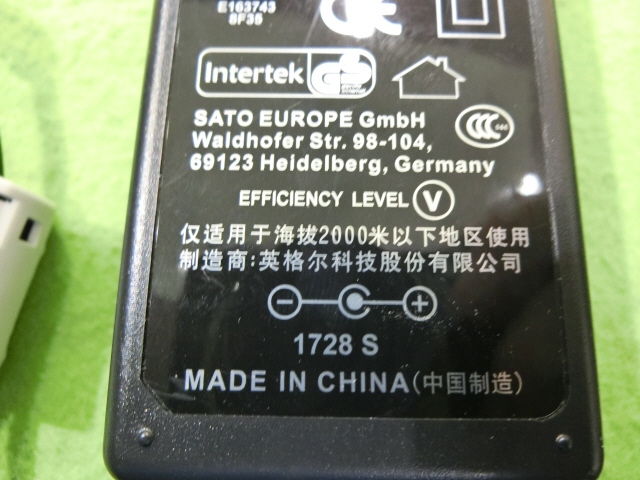 E163743
8F35
Intertek GS
SATO EUROPE GmbH
Waldhofer Str. 98-104,
69123 Heidelberg, Germany
EFFICIENCY LEVEL V
仅适用于海拔2000米以下地区使用
制造商:英格尔科技股份有限公司
1728 S
MADE IN CHINA(中国制造)